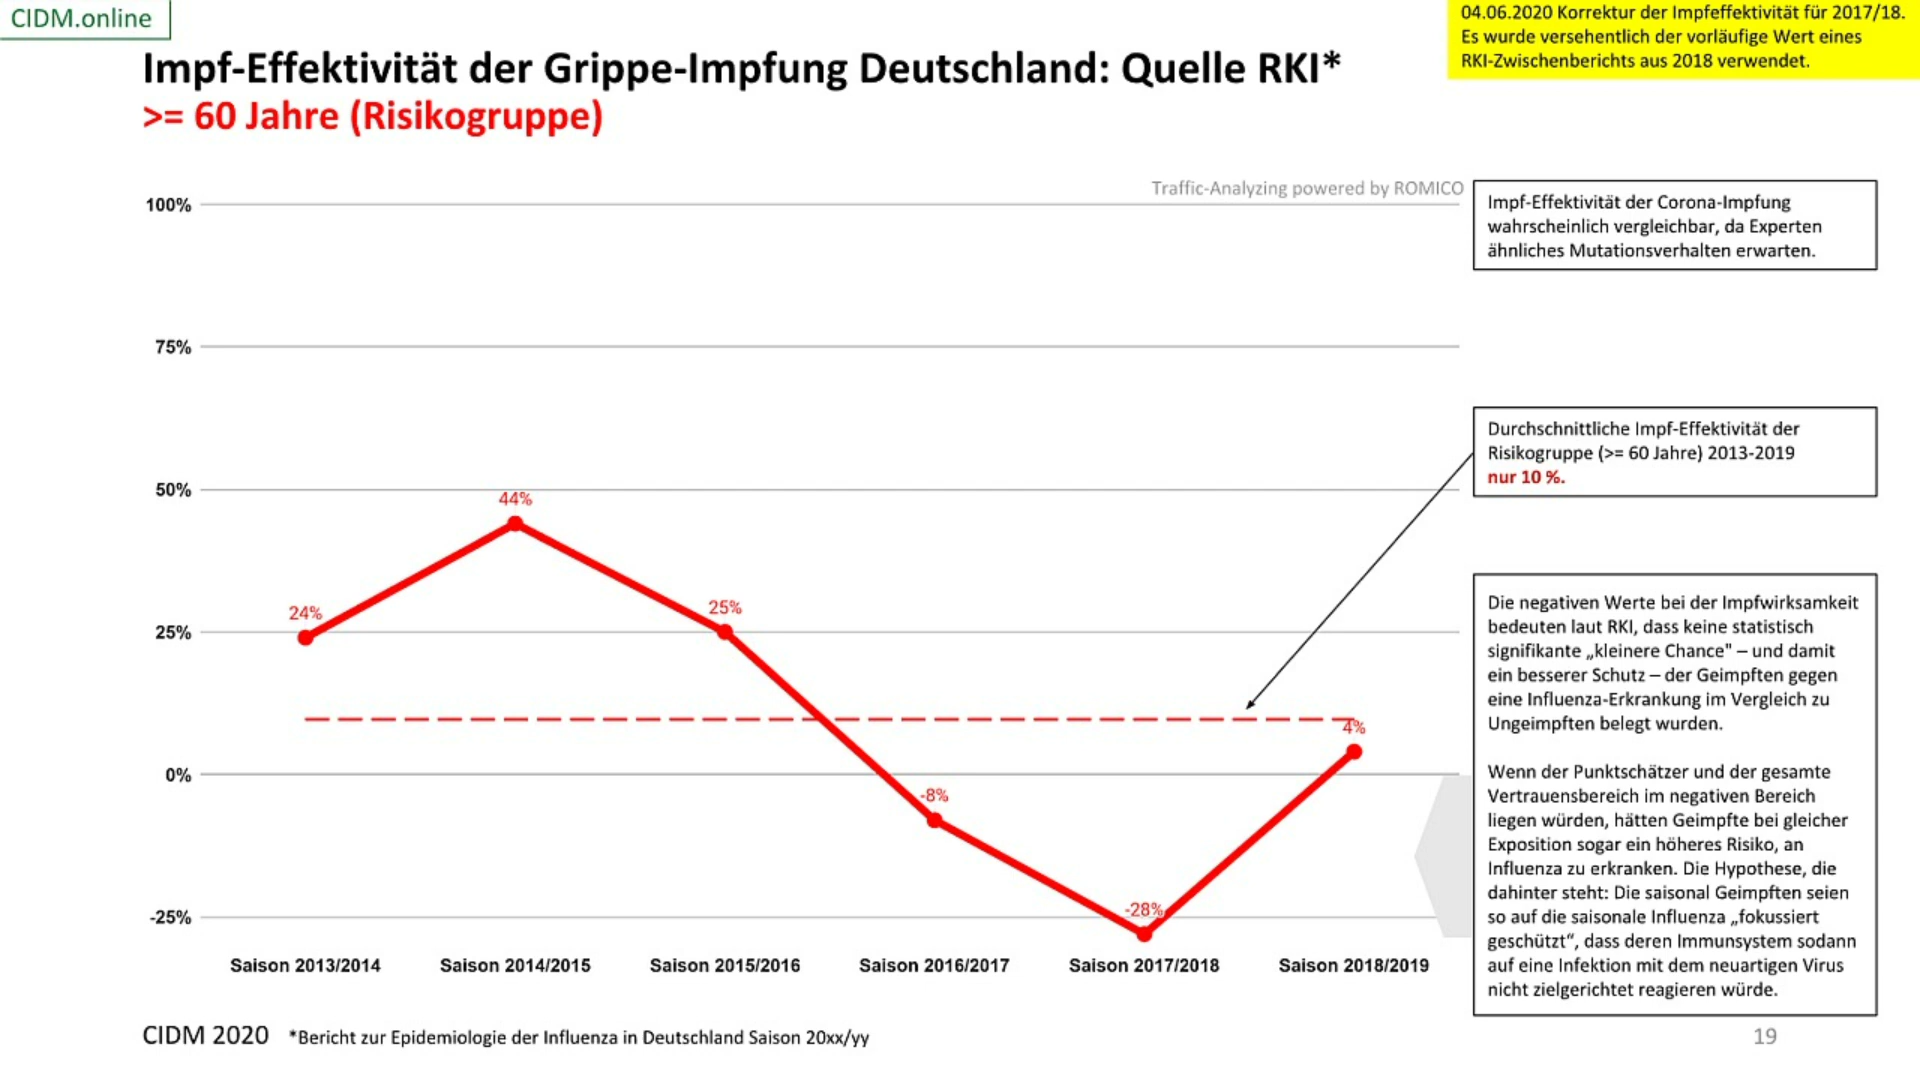 CIDM.online
04.06.2020 Korrektur der Impfeffektivität für 2017/18.
Es wurde versehentlich der vorläufige Wert eines
RKI-Zwischenberichts aus 2018 verwendet.
Impf-Effektivität der Grippe-Impfung Deutschland: Quelle RKI*
>= 60 Jahre (Risikogruppe)
Traffic-Analyzing powered by ROMICO
100%
75%
50%
25%
0%
-25%
24%
44%
25%
-8%
-28%
4%
Saison 2013/2014
Saison 2014/2015
Saison 2015/2016
Saison 2016/2017
Saison 2017/2018
Saison 2018/2019
Impf-Effektivität der Corona-Impfung
wahrscheinlich vergleichbar, da Experten
ähnliches Mutationsverhalten erwarten.
Durchschnittliche Impf-Effektivität der
Risikogruppe (>= 60 Jahre) 2013-2019
nur 10 %.
Die negativen Werte bei der Impfwirksamkeit
bedeuten laut RKI, dass keine statistisch
signifikante „kleinere Chance" – und damit
ein besserer Schutz – der Geimpften gegen
eine Influenza-Erkrankung im Vergleich zu
Ungeimpften belegt wurden.
Wenn der Punktschätzer und der gesamte
Vertrauensbereich im negativen Bereich
liegen würden, hätten Geimpfte bei gleicher
Exposition sogar ein höheres Risiko, an
Influenza zu erkranken. Die Hypothese, die
dahinter steht: Die saisonal Geimpften seien
so auf die saisonale Influenza „fokussiert
geschützt“, dass deren Immunsystem sodann
auf eine Infektion mit dem neuartigen Virus
nicht zielgerichtet reagieren würde.
CIDM 2020 *Bericht zur Epidemiologie der Influenza in Deutschland Saison 20xx/yy
19